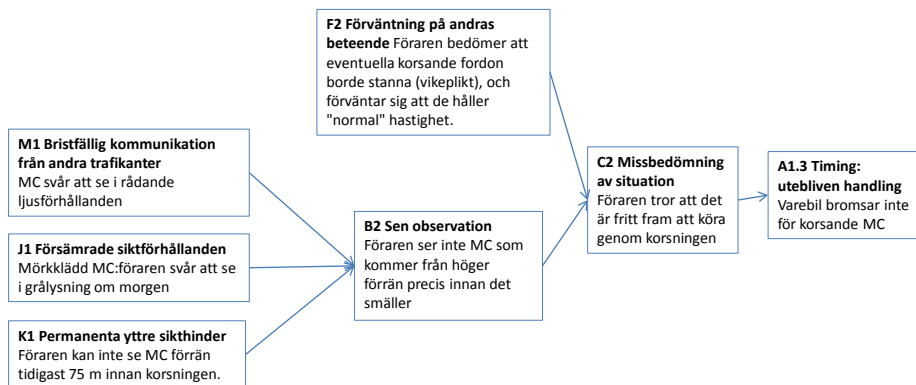 F2 Förväntning på andras
beteende Föraren bedömer att
eventuella korsande fordon
borde stanna (vikeplikt), och
förväntar sig att de håller
"normal" hastighet.
M1 Bristfällig kommunikation
från andra trafikanter
MC svår att se i rådande
ljusförhållanden
J1 Försämrade siktförhållanden
Mörkklädd MC:föraren svår att se
i grålysning om morgen
K1 Permanenta yttre sikthinder
Föraren kan inte se MC förrän
tidigast 75 m innan korsningen.
B2 Sen observation
Föraren ser inte MC som
kommer från höger
förrän precis innan det
smäller
C2 Missbedömning
av situation
Föraren tror att det
är fritt fram att köra
genom korsningen
A1.3 Timing:
utebliven handling
Varebil bromsar inte
för korsande MC